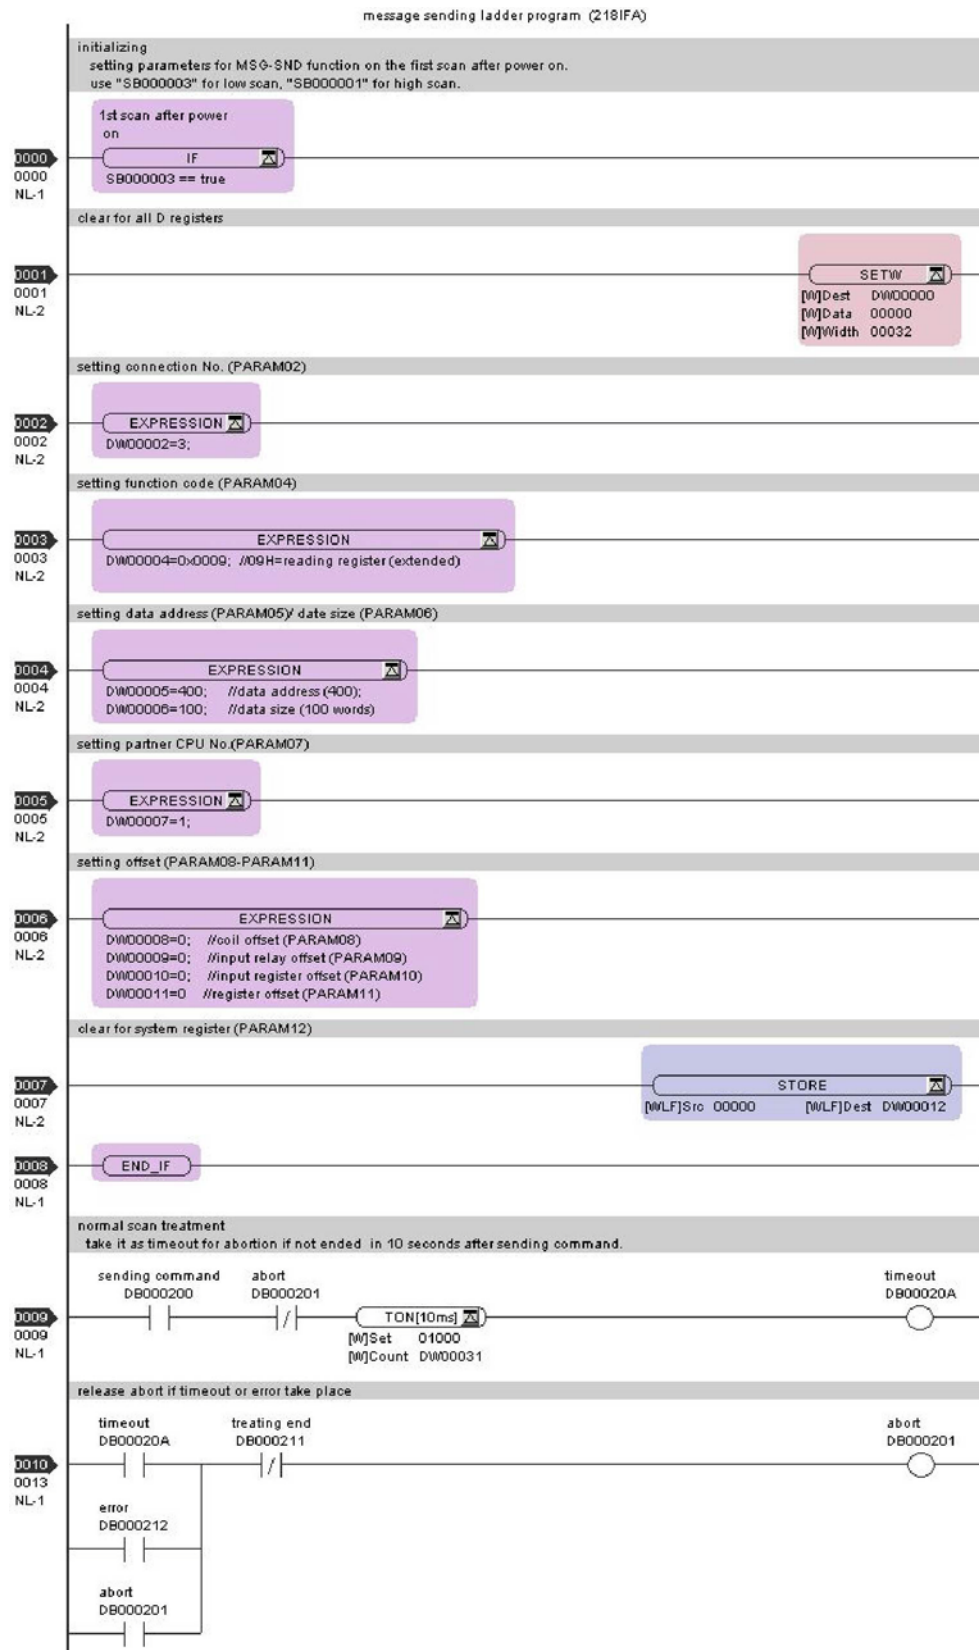 message sending ladder program (218IFA)
initializing
setting parameters for MSG-SND function on the first scan after power on.
use "SB000003" for low scan, "SB000001" for high scan.
1st scan after power
on
0000
IF
0000
SB000003 == true
NL-1
clear for all D registers
0001
SETW
0001
[W]Dest DW00000
NL-2
[W]Data 00000
[W]Width 00032
setting connection No. (PARAM02)
0002
EXPRESSION
0002
DW00002=3;
NL-2
setting function code (PARAM04)
0003
EXPRESSION
0003
DW00004=0x0009; //09H=reading register(extended)
NL-2
setting data address (PARAM05)/ date size (PARAM06)
0004
EXPRESSION
0004
DW00005=400; //data address (400);
NL-2
DW00006=100; //data size (100 words)
setting partner CPU No.(PARAM07)
0005
EXPRESSION
0005
DW00007=1;
NL-2
setting offset (PARAM08-PARAM11)
0006
EXPRESSION
0006
DW00008=0; //coil offset (PARAM08)
NL-2
DW00009=0; //input relay offset (PARAM09)
DW00010=0; //input register offset (PARAM10)
DW00011=0 //register offset (PARAM11)
clear for system register (PARAM12)
0007
STORE
0007
[WLF]Src 00000 [WLF]Dest DW00012
NL-2
0008
END_IF
0008
NL-1
normal scan treatment
take it as timeout for abortion if not ended in 10 seconds after sending command.
sending command abort timeout
DB000200 DB000201 DB00020A
0009
TON[10ms]
0009
[W]Set 01000
NL-1
[W]Count DW00031
release abort if timeout or error take place
timeout treating end abort
DB00020A DB000211 DB000201
0010
0013
NL-1
error
DB000212
abort
DB000201